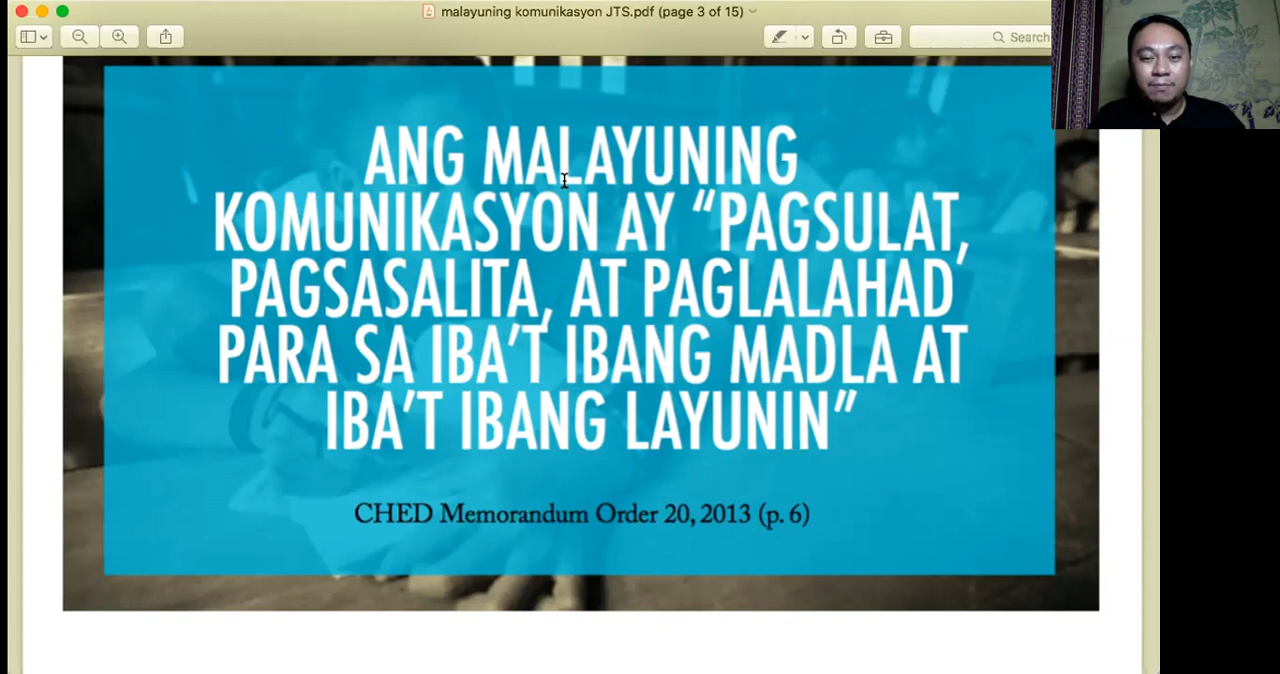 malayuning komunikasyon JTS.pdf (page 3 of 15)
Search
ANG MALAYUNING
KOMUNIKASYON AY “PAGSULAT,
PAGSASALITA, AT PAGLALAHAD
PARA SA IBA’T IBANG MADLA AT
IBA’T IBANG LAYUNIN”
CHED Memorandum Order 20, 2013 (p. 6)